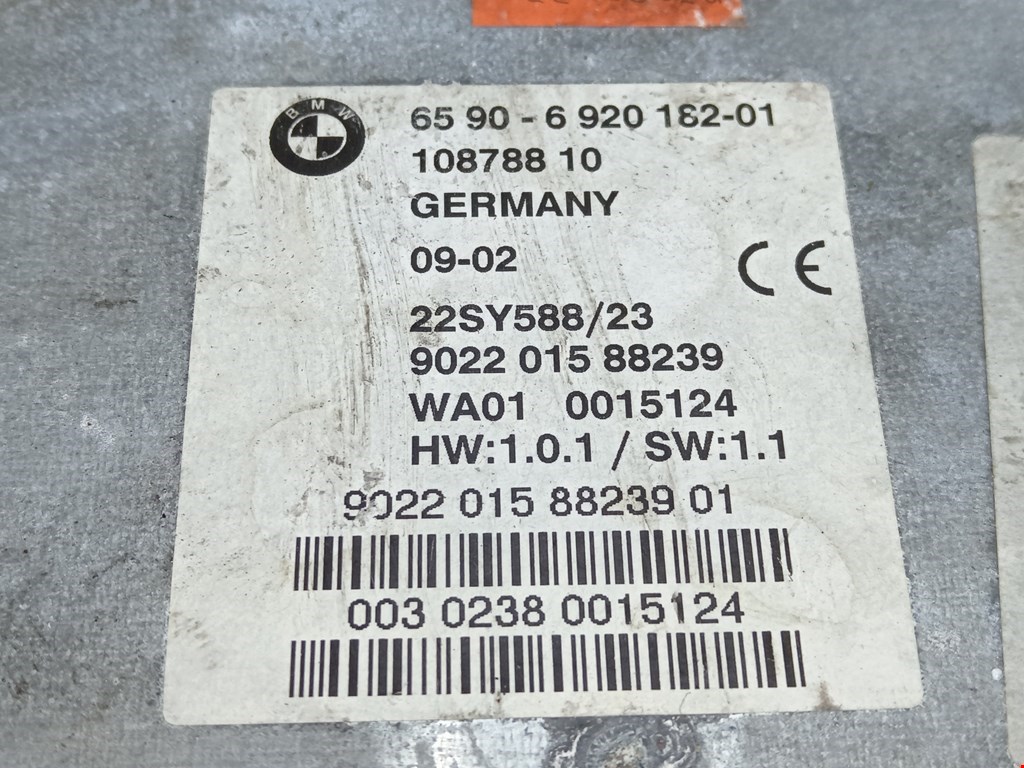 BMW
65 90 - 6 920 182-01
108788 10
GERMANY
09-02
CE
22SY588/23
9022 015 88239
WA01 0015124
HW:1.0.1 / SW:1.1
9022 015 88239 01
003 0238 0015124